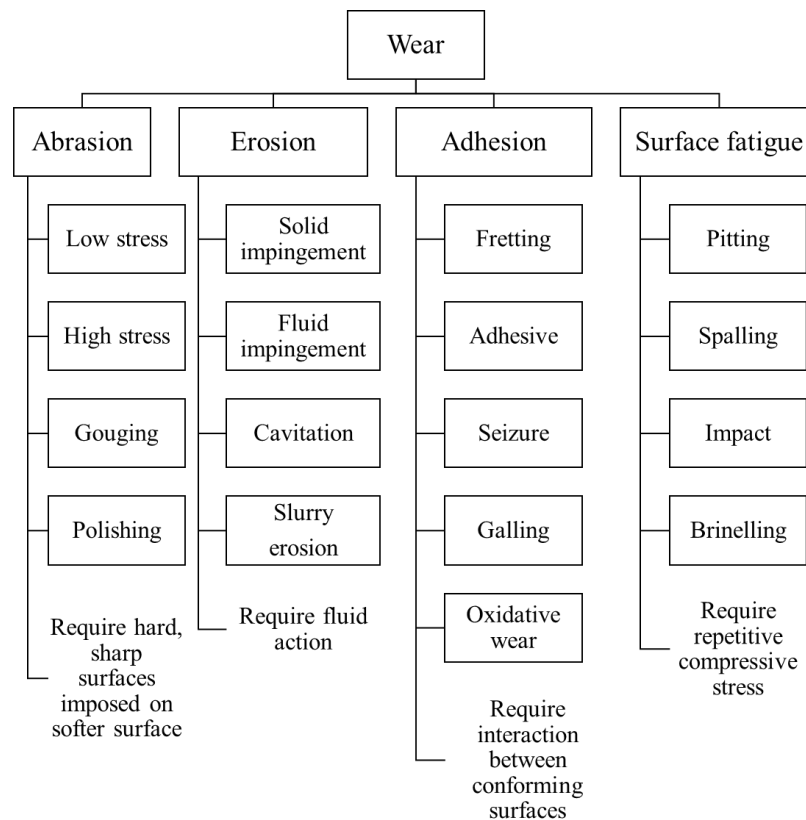 Wear
Abrasion
Low stress
High stress
Gouging
Polishing
Require hard,
sharp
surfaces
imposed on
softer surface
Erosion
Solid
impingement
Fluid
impingement
Cavitation
Slurry
erosion
Require fluid
action
Adhesion
Fretting
Adhesive
Seizure
Galling
Oxidative
wear
Require
interaction
between
conforming
surfaces
Surface fatigue
Pitting
Spalling
Impact
Brinelling
Require
repetitive
compressive
stress